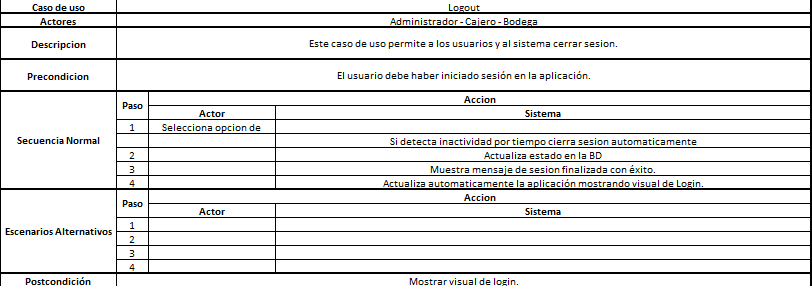 Caso de uso Logout
Actores Administrador - Cajero - Bodega
Descripcion Este caso de uso permite a los usuarios y al sistema cerrar sesion.
Precondicion El usuario debe haber iniciado sesión en la aplicación.
Secuencia Normal Paso Accion
Actor Sistema
1 Selecciona opcion de
Si detecta inactividad por tiempo cierra sesion automaticamente
2 Actualiza estado en la BD
3 Muestra mensaje de sesion finalizada con éxito.
4 Actualiza automaticamente la aplicación mostrando visual de Login.
Escenarios Alternativos Paso Accion
Actor Sistema
1
2
3
4
Postcondición Mostrar visual de login.